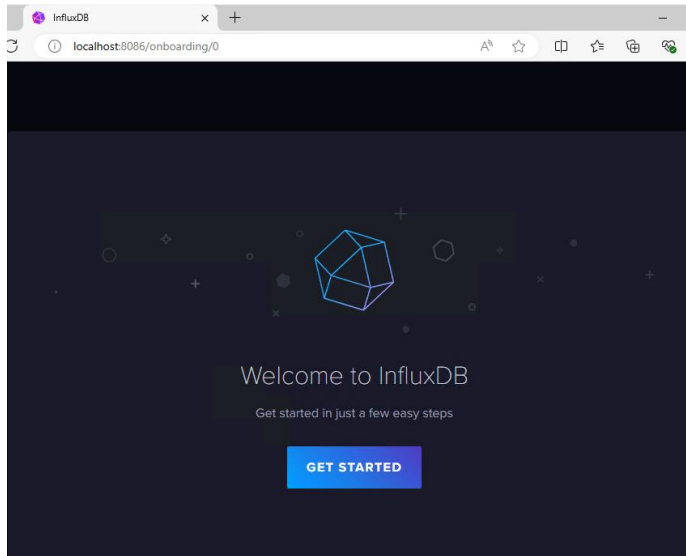 InfluxDB
localhost:8086/onboarding/0
Welcome to InfluxDB
Get started in just a few easy steps
GET STARTED